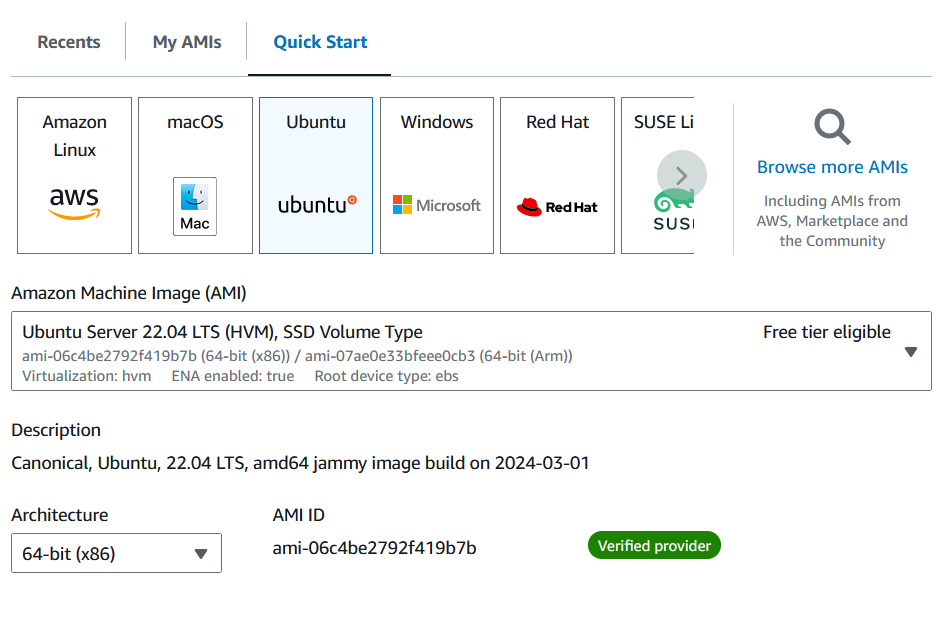 Recents
My AMIs
Quick Start
Amazon
Linux
aws
macOS
Mac
Ubuntu
ubuntu
Windows
Microsoft
Red Hat
Red Hat
SUSE Li
SUS
Browse more AMIs
Including AMIs from
AWS, Marketplace and
the Community
Amazon Machine Image (AMI)
Ubuntu Server 22.04 LTS (HVM), SSD Volume Type
Free tier eligible
ami-06c4be2792f419b7b (64-bit (x86)) / ami-07ae0e33bfeee0cb3 (64-bit (Arm))
Virtualization: hvm ENA enabled: true Root device type: ebs
Description
Canonical, Ubuntu, 22.04 LTS, amd64 jammy image build on 2024-03-01
Architecture
64-bit (x86)
AMI ID
ami-06c4be2792f419b7b
Verified provider